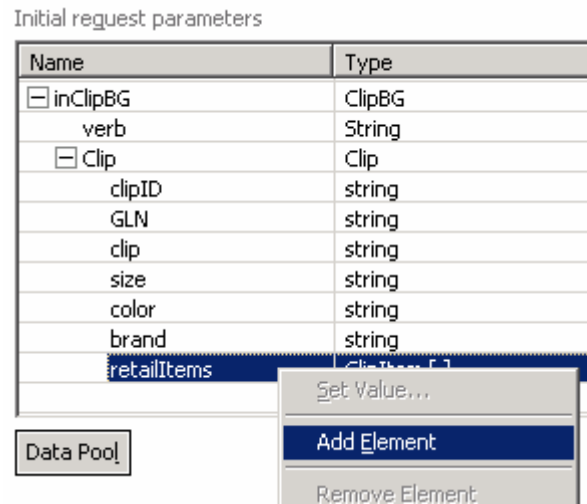 Initial request parameters
Name Type
inClipBG ClipBG
verb String
Clip Clip
clipID string
GLN string
clip string
size string
color string
brand string
retailItems ClipItem [ ]
Set Value...
Add Element
Remove Element
Data Pool